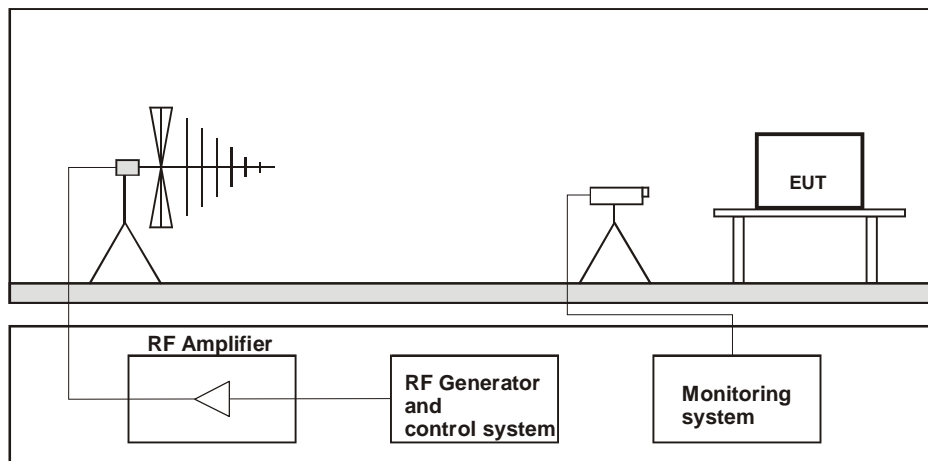 EUT
RF Amplifier
RF Generator
and
control system
Monitoring
system